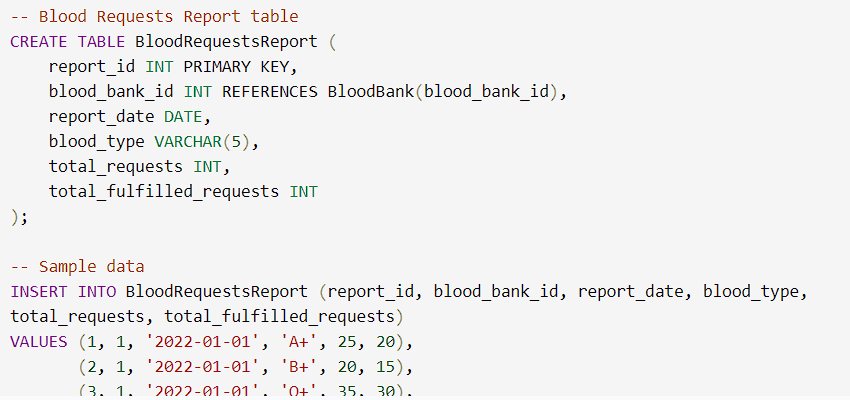 -- Blood Requests Report table
CREATE TABLE BloodRequestsReport (
    report_id INT PRIMARY KEY,
    blood_bank_id INT REFERENCES BloodBank(blood_bank_id),
    report_date DATE,
    blood_type VARCHAR(5),
    total_requests INT,
    total_fulfilled_requests INT
);

-- Sample data
INSERT INTO BloodRequestsReport (report_id, blood_bank_id, report_date, blood_type,
total_requests, total_fulfilled_requests)
VALUES (1, 1, '2022-01-01', 'A+', 25, 20),
       (2, 1, '2022-01-01', 'B+', 20, 15),
       (3, 1, '2022-01-01', 'O+', 35, 30),